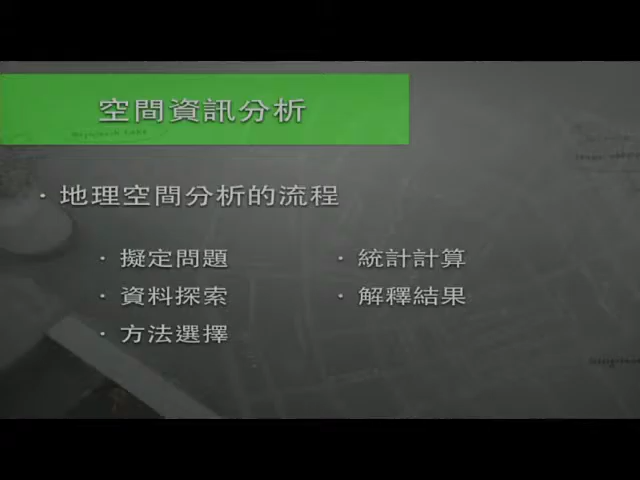 空間資訊分析
· 地理空間分析的流程
· 擬定問題
· 資料探索
· 方法選擇
· 統計計算
· 解釋結果